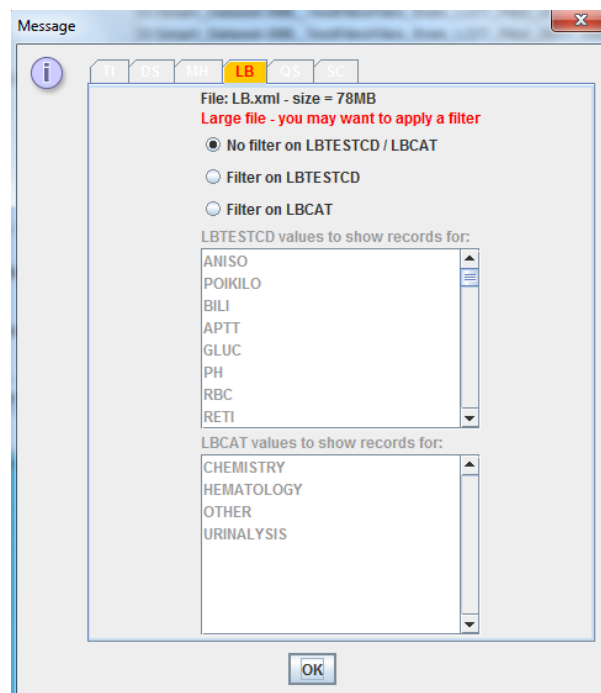 Message
TI DS MH LB QS SC
File: LB.xml - size = 78MB
Large file - you may want to apply a filter
No filter on LBTESTCD / LBCAT
Filter on LBTESTCD
Filter on LBCAT
LBTESTCD values to show records for:
ANISO
POIKILO
BILI
APTT
GLUC
PH
RBC
RETI
LBCAT values to show records for:
CHEMISTRY
HEMATOLOGY
OTHER
URINALYSIS
OK